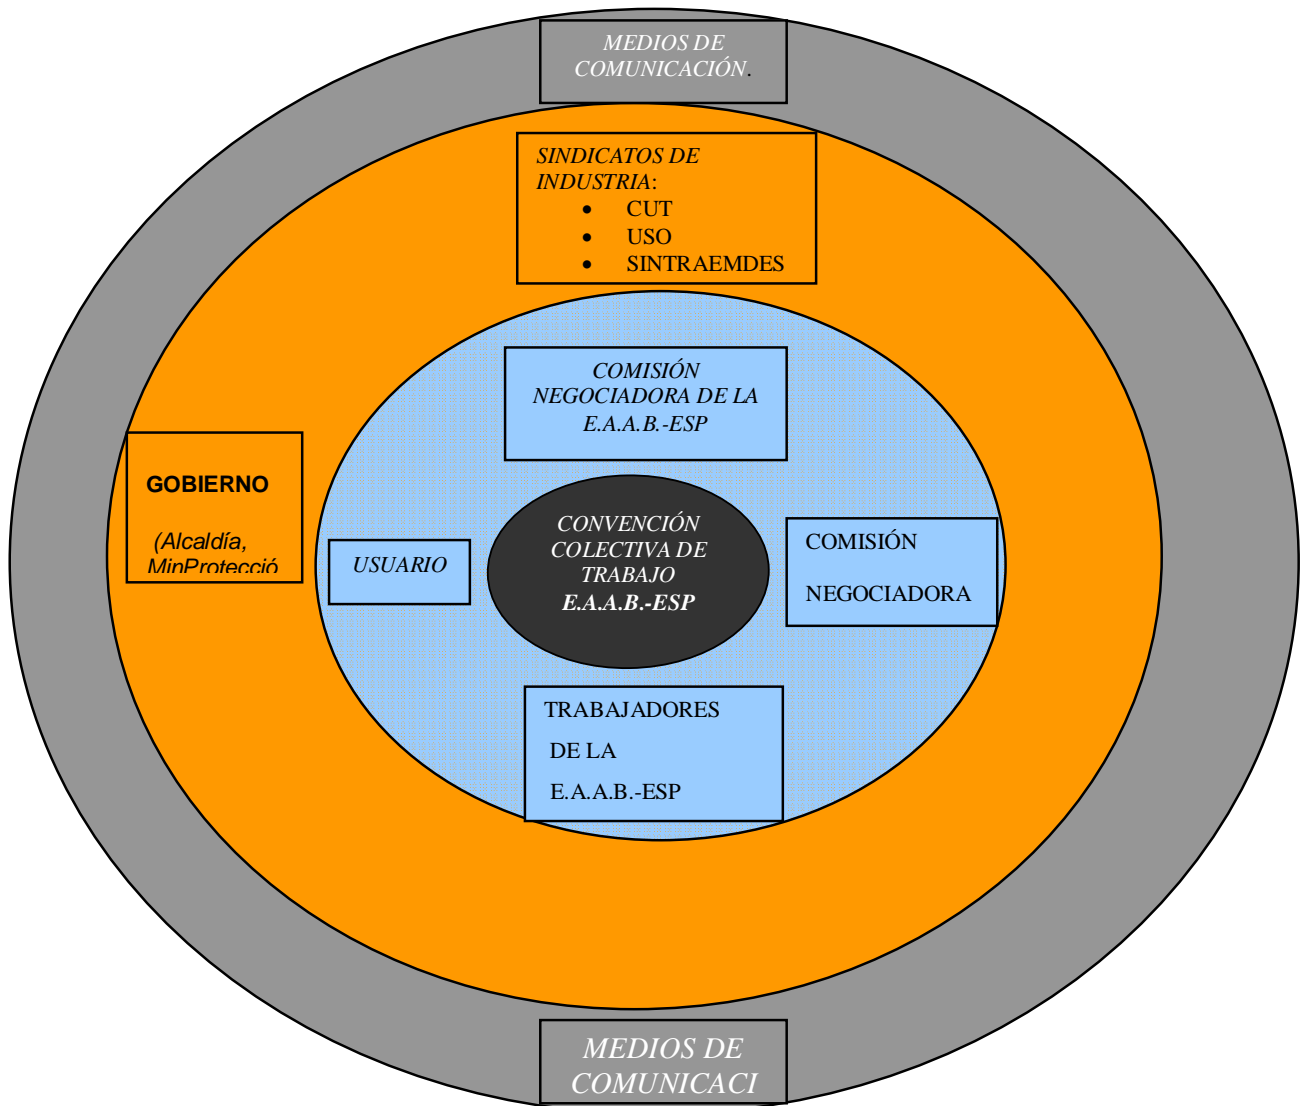 MEDIOS DE
COMUNICACIÓN.
SINDICATOS DE
INDUSTRIA:
• CUT
• USO
• SINTRAEMDES
COMISIÓN
NEGOCIADORA DE LA
E.A.A.B.-ESP
GOBIERNO
(Alcaldía,
MinProtecció
USUARIO
CONVENCIÓN
COLECTIVA DE
TRABAJO
E.A.A.B.-ESP
COMISIÓN
NEGOCIADORA
TRABAJADORES
DE LA
E.A.A.B.-ESP
MEDIOS DE
COMUNICACI